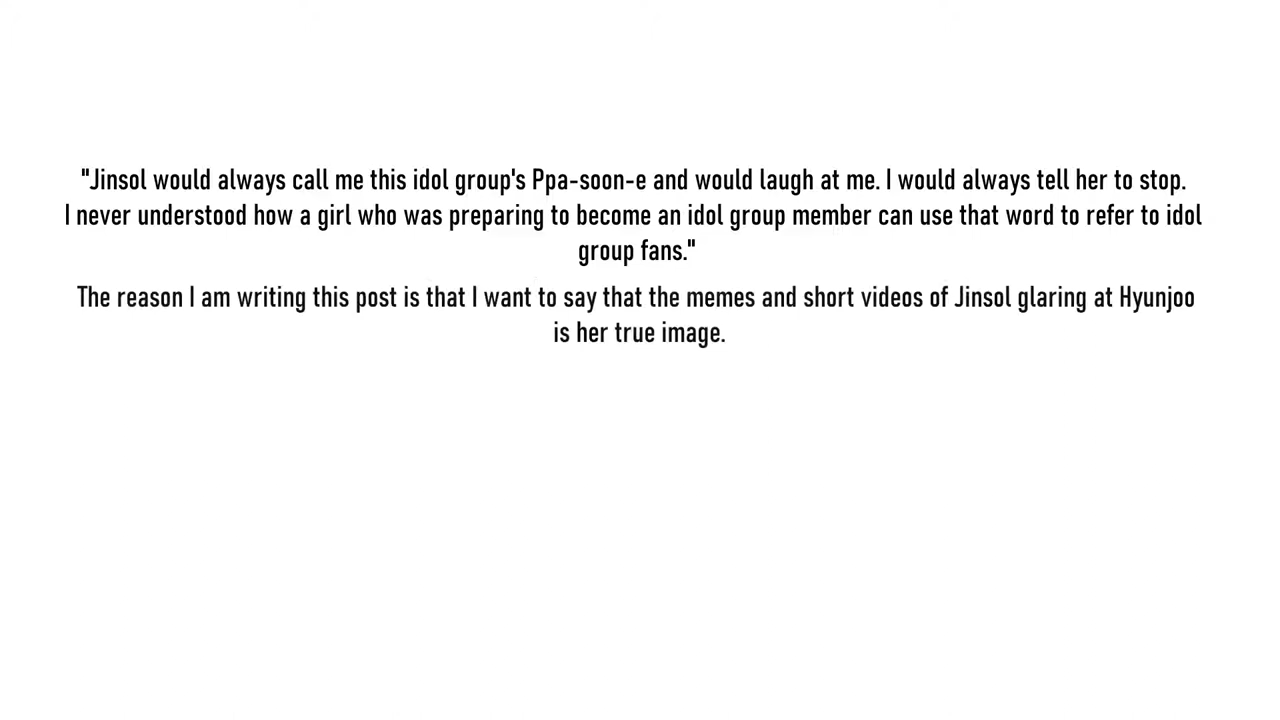 "Jinsol would always call me this idol group's Ppa-soon-e and would laugh at me. I would always tell her to stop.
I never understood how a girl who was preparing to become an idol group member can use that word to refer to idol
group fans."
The reason I am writing this post is that I want to say that the memes and short videos of Jinsol glaring at Hyunjoo
is her true image.